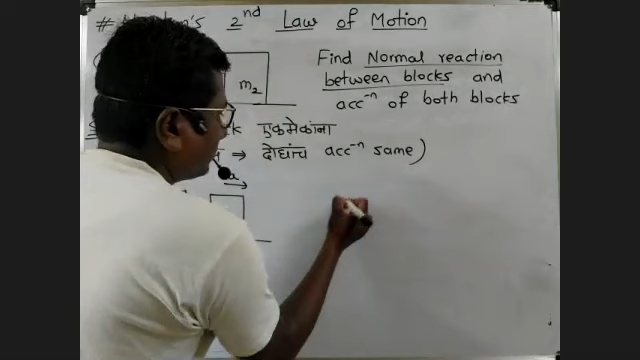 # 2nd Law of Motion
m2
Find Normal reaction
between blocks and
acc-n of both blocks
एकमेकांना
⇒ दोघांच acc-n same)
a